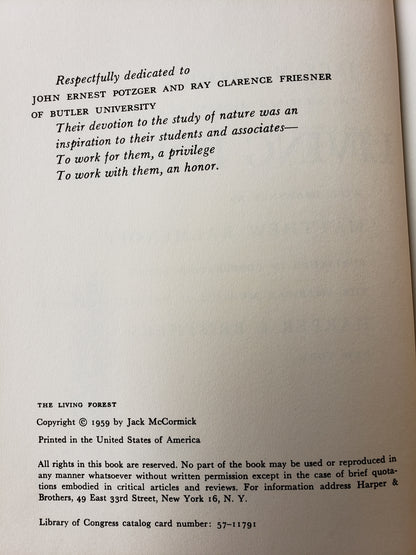 Respectfully dedicated to
JOHN ERNEST POTZGER AND RAY CLARENCE FRIESNER
OF BUTLER UNIVERSITY
Their devotion to the study of nature was an
inspiration to their students and associates—
To work for them, a privilege
To work with them, an honor.
THE LIVING FOREST
Copyright © 1959 by Jack McCormick
Printed in the United States of America
All rights in this book are reserved. No part of the book may be used or reproduced in
any manner whatsoever without written permission except in the case of brief quota-
tions embodied in critical articles and reviews. For information address Harper &
Brothers, 49 East 33rd Street, New York 16, N. Y.
Library of Congress catalog card number: 57-11791